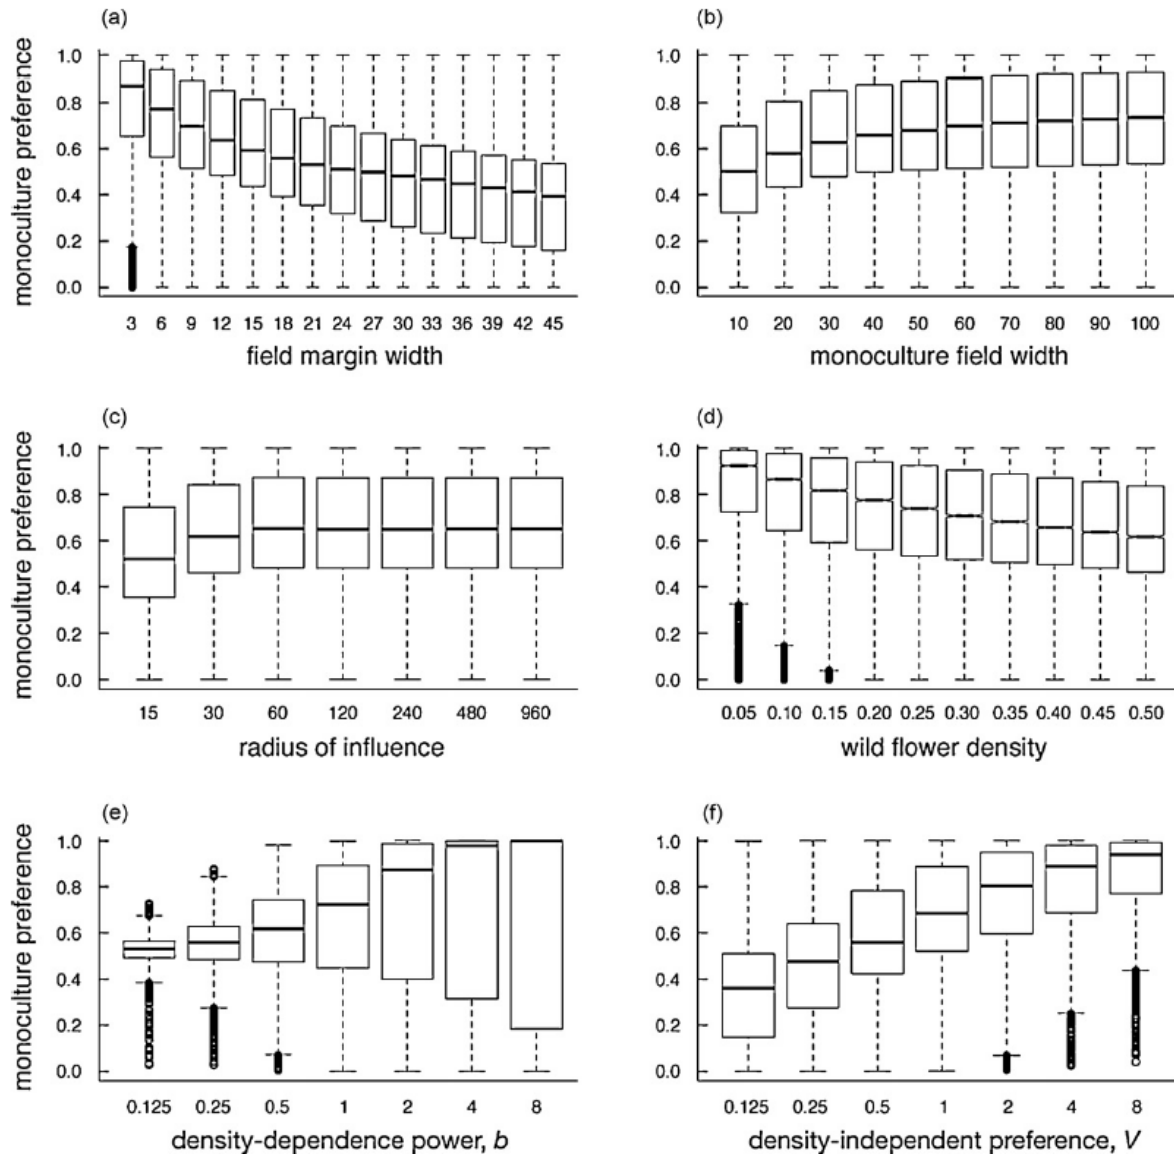 (a)
monoculture preference
1.0
0.8
0.6
0.4
0.2
0.0
3 6 9 12 15 18 21 24 27 30 33 36 39 42 45
field margin width
(b)
1.0
0.8
0.6
0.4
0.2
0.0
10 20 30 40 50 60 70 80 90 100
monoculture field width
(c)
monoculture preference
1.0
0.8
0.6
0.4
0.2
0.0
15 30 60 120 240 480 960
radius of influence
(d)
1.0
0.8
0.6
0.4
0.2
0.0
0.05 0.10 0.15 0.20 0.25 0.30 0.35 0.40 0.45 0.50
wild flower density
(e)
monoculture preference
1.0
0.8
0.6
0.4
0.2
0.0
0.125 0.25 0.5 1 2 4 8
density-dependence power, b
(f)
1.0
0.8
0.6
0.4
0.2
0.0
0.125 0.25 0.5 1 2 4 8
density-independent preference, V